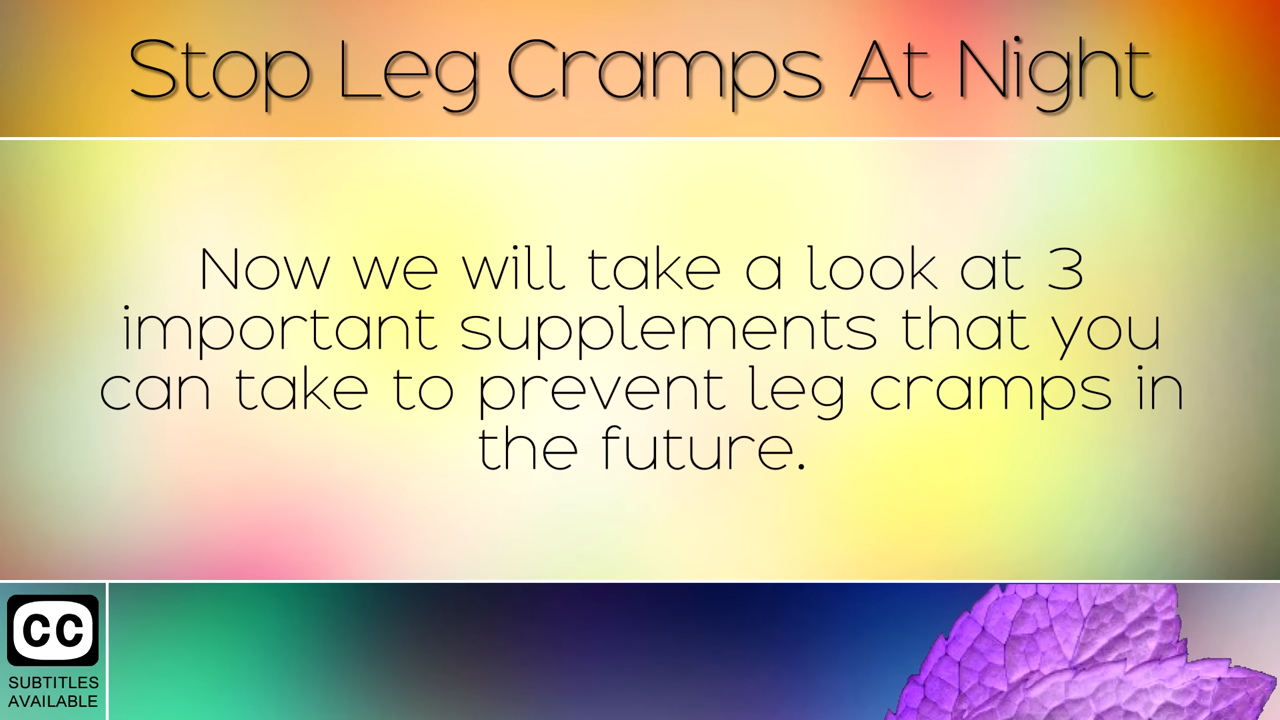 Stop Leg Cramps At Night
Now we will take a look at 3
important supplements that you
can take to prevent leg cramps in
the future.
CC
SUBTITLES
AVAILABLE